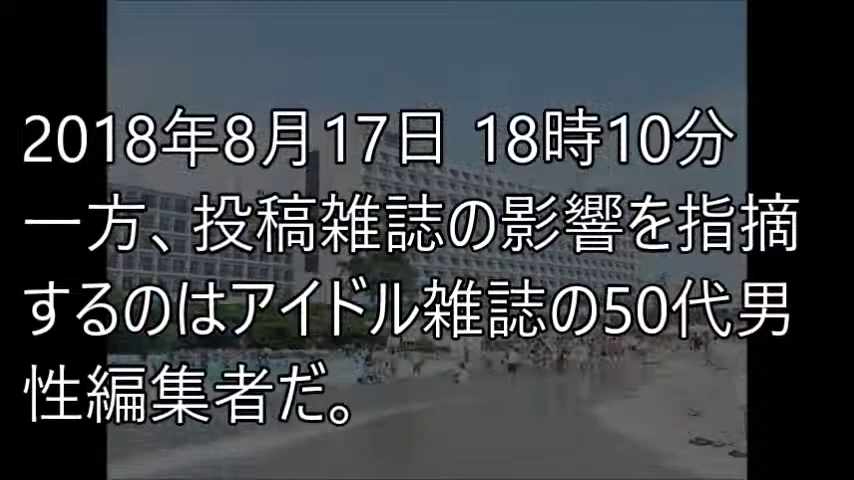 2018年8月17日 18時10分
一方、投稿雑誌の影響を指摘
するのはアイドル雑誌の50代男
性編集者だ。